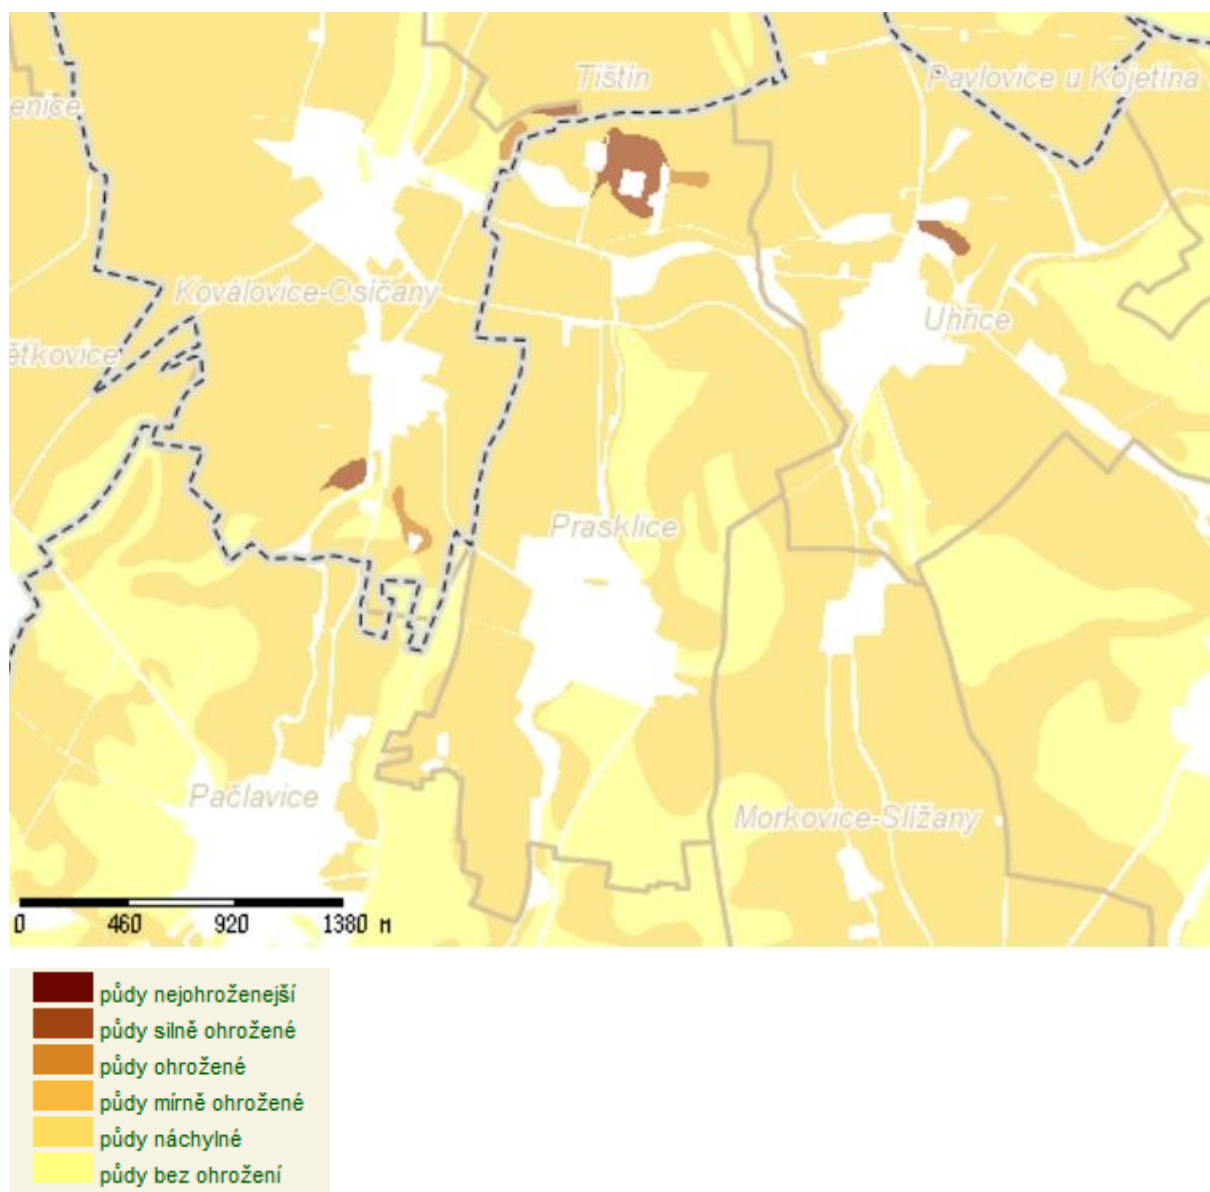 Tištín
Pavlovice u Kojetína
enice
Koválovice-Osíčany
Uhřice
ětkovice
Prasklice
Pačlavice
Morkovice-Slížany
0 460 920 1380 m
půdy nejohroženejší
půdy silně ohrožené
půdy ohrožené
půdy mírně ohrožené
půdy náchylné
půdy bez ohrožení